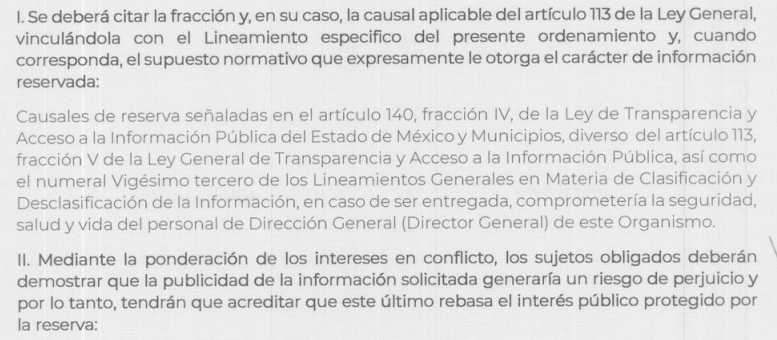 I. Se deberá citar la fracción y, en su caso, la causal aplicable del artículo 113 de la Ley General,
vinculándola con el Lineamiento especifico del presente ordenamiento y, cuando
corresponda, el supuesto normativo que expresamente le otorga el carácter de información
reservada:
Causales de reserva señaladas en el artículo 140, fracción IV, de la Ley de Transparencia y
Acceso a la Información Pública del Estado de México y Municipios, diverso del artículo 113,
fracción V de la Ley General de Transparencia y Acceso a la Información Pública, así como
el numeral Vigésimo tercero de los Lineamientos Generales en Materia de Clasificación y
Desclasificación de la Información, en caso de ser entregada, comprometería la seguridad,
salud y vida del personal de Dirección General (Director General) de este Organismo.
II. Mediante la ponderación de los intereses en conflicto, los sujetos obligados deberán
demostrar que la publicidad de la información solicitada generaría un riesgo de perjuicio y
por lo tanto, tendrán que acreditar que este último rebasa el interés público protegido por
la reserva: